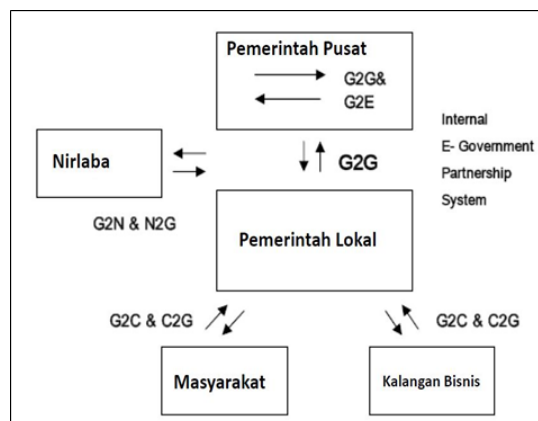 Pemerintah Pusat
G2G&
G2E
Internal
E- Government
Partnership
System
Nirlaba
G2G
G2N & N2G
Pemerintah Lokal
G2C & C2G
G2C & C2G
Masyarakat
Kalangan Bisnis